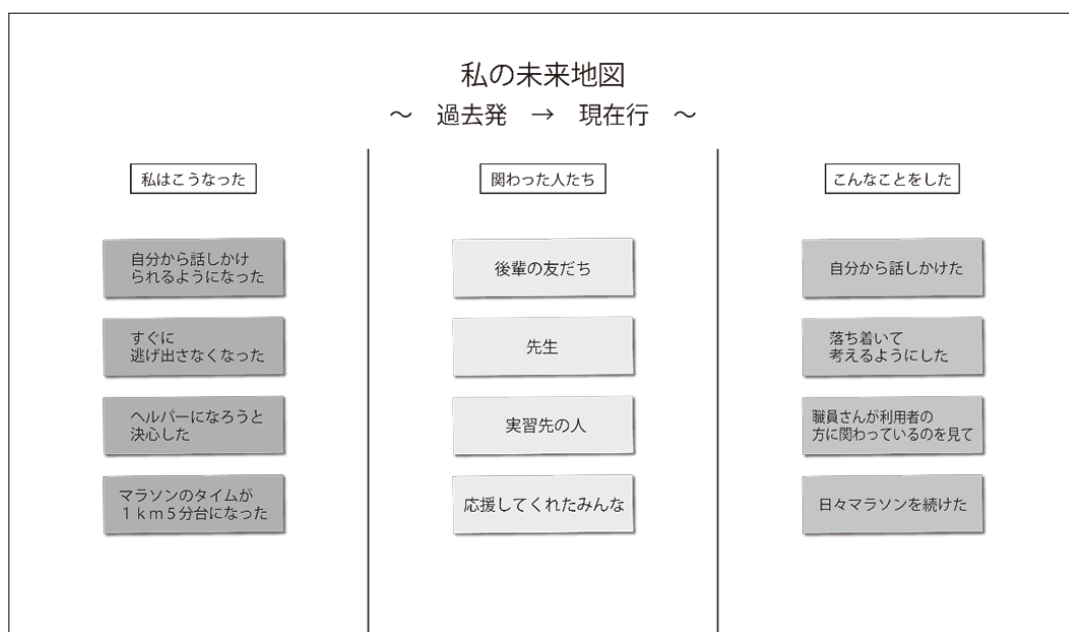 私の未来地図
～　過去発　→　現在行　～
私はこうなった
関わった人たち
こんなことをした
自分から話しかけ
られるようになった
後輩の友だち
自分から話しかけた
すぐに
逃げ出さなくなった
先生
落ち着いて
考えるようにした
ヘルパーになろうと
決心した
実習先の人
職員さんが利用者の
方に関わっているのを見て
マラソンのタイムが
１ｋｍ５分台になった
応援してくれたみんな
日々マラソンを続けた